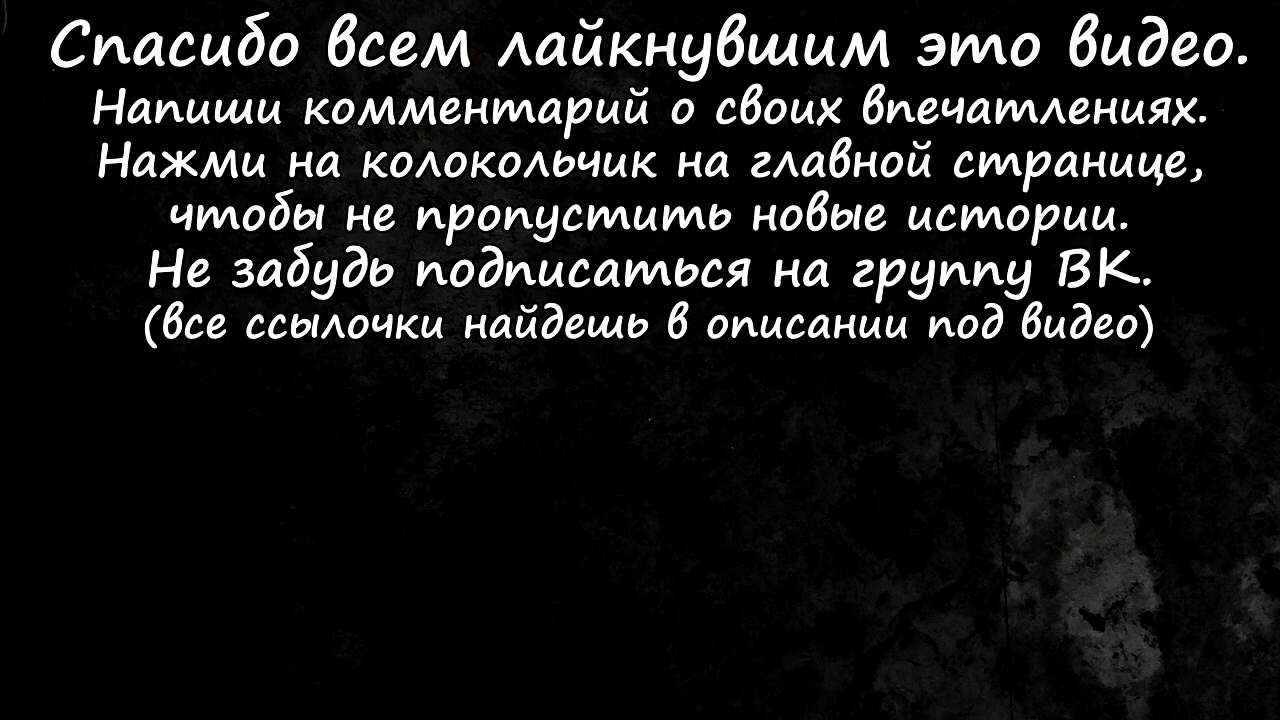 Спасибо всем лайкнувшим это видео.
Напиши комментарий о своих впечатлениях.
Нажми на колокольчик на главной странице,
чтобы не пропустить новые истории.
Не забудь подписаться на группу ВК.
(все ссылочки найдешь в описании под видео)